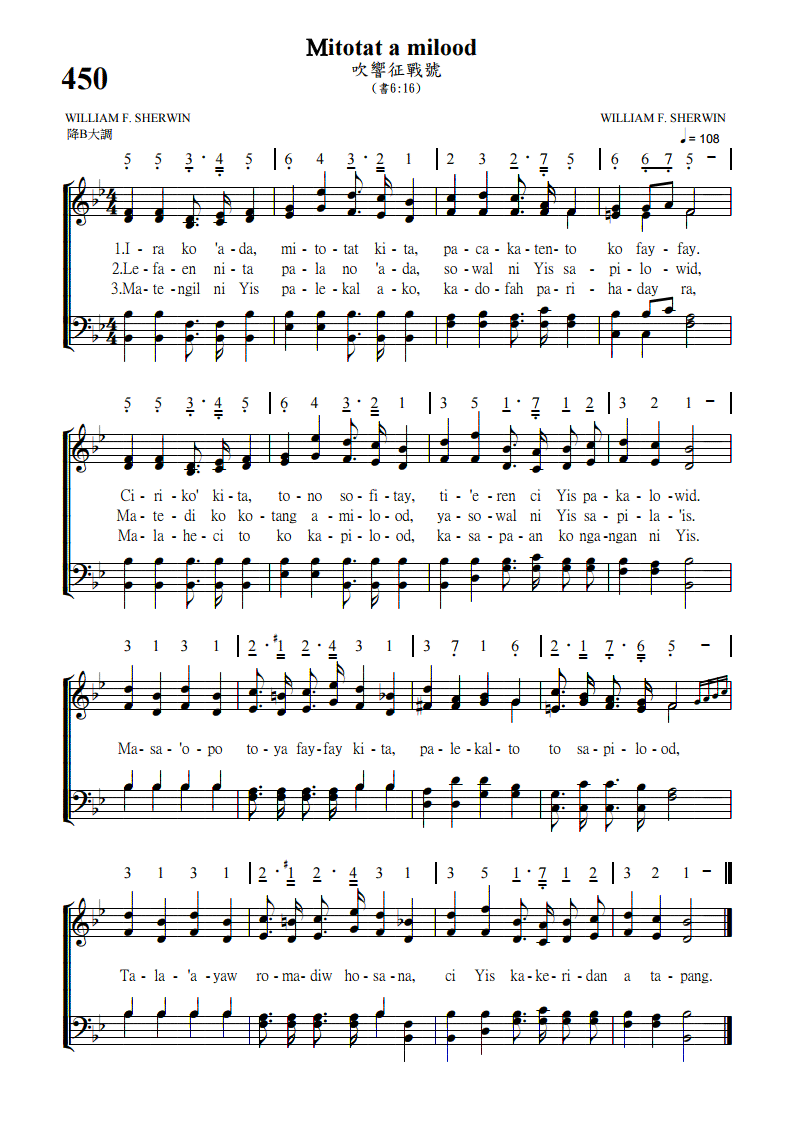 Mitotat a milood
450
吹響征戰號
(書6:16)
WILLIAM F. SHERWIN WILLIAM F. SHERWIN
降B大調 ♩= 108
5 5 3 · 4 5 | 6 4 3 · 2 1 | 2 3 2 · 7 5 | 6 6 7 5 −
1.I - ra ko 'a - da, mi - to - tat ki - ta, pa - ca - ka - ten - to ko fay - fay.
2.Le - fa - en ni - ta pa - la no 'a - da, so - wal ni Yis sa - pi - lo - wid,
3.Ma - te - ngil ni Yis pa - le - kal a - ko, ka - do - fah pa - ri - ha - day ra,
5 5 3 · 4 5 | 6 4 3 · 2 1 | 3 5 1 · 7 1 2 | 3 2 1 −
Ci - ri - ko' ki - ta, to - no so - fi - tay, ti - 'e - ren ci Yis pa - ka - lo - wid.
Ma - te - di ko ko - tang a - mi - lo - od, ya - so - wal ni Yis sa - pi - la - 'is.
Ma - la - he - ci to ko ka - pi - lo - od, ka - sa - pa - an ko ngan - gan ni Yis.
3 1 3 1 | 2 · #1 2 · 4 3 1 | 3 7 1 6 | 2 · 1 7 · 6 5 −
Ma - sa - 'o - po to - ya fay - fay ki - ta, pa - le - kal - to to sa - pi - lo - od,
3 1 3 1 | 2 · #1 2 · 4 3 1 | 3 5 1 · 7 1 2 | 3 2 1 −
Ta - la - 'a - yaw ro - ma - diw ho - sa - na, ci Yis ka - ke - ri - dan a ta - pang.